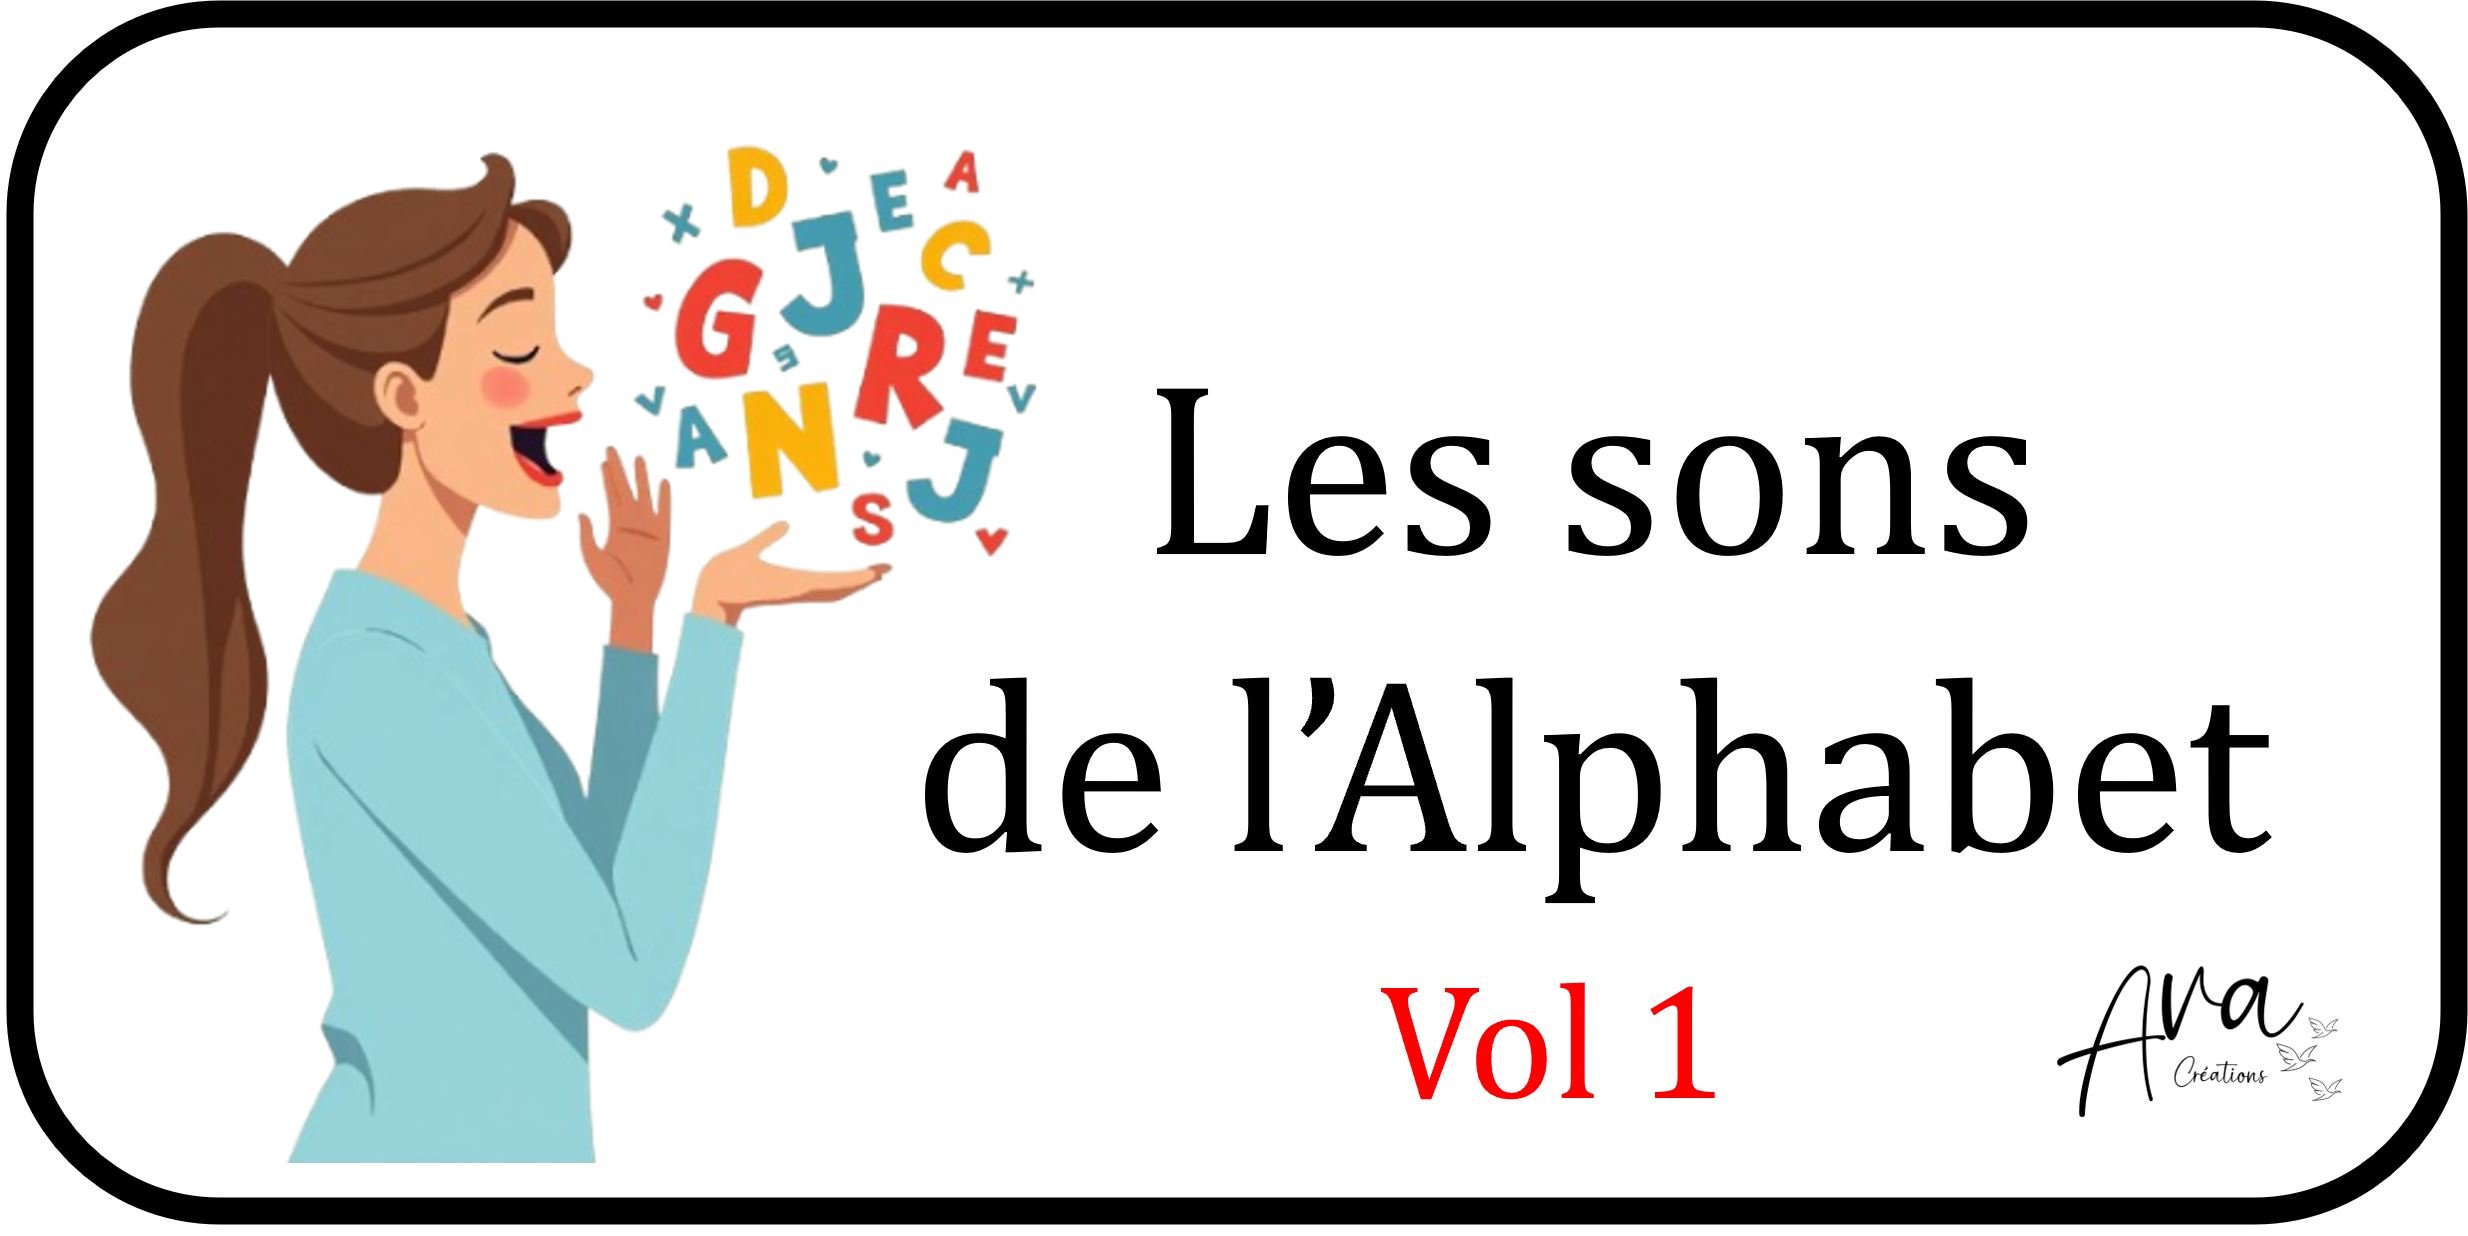 D
E
A
X
J
C
G
R
E
S
V
V
A
N
J
S
Les sons
de l’Alphabet
Vol 1
Ava
Créations